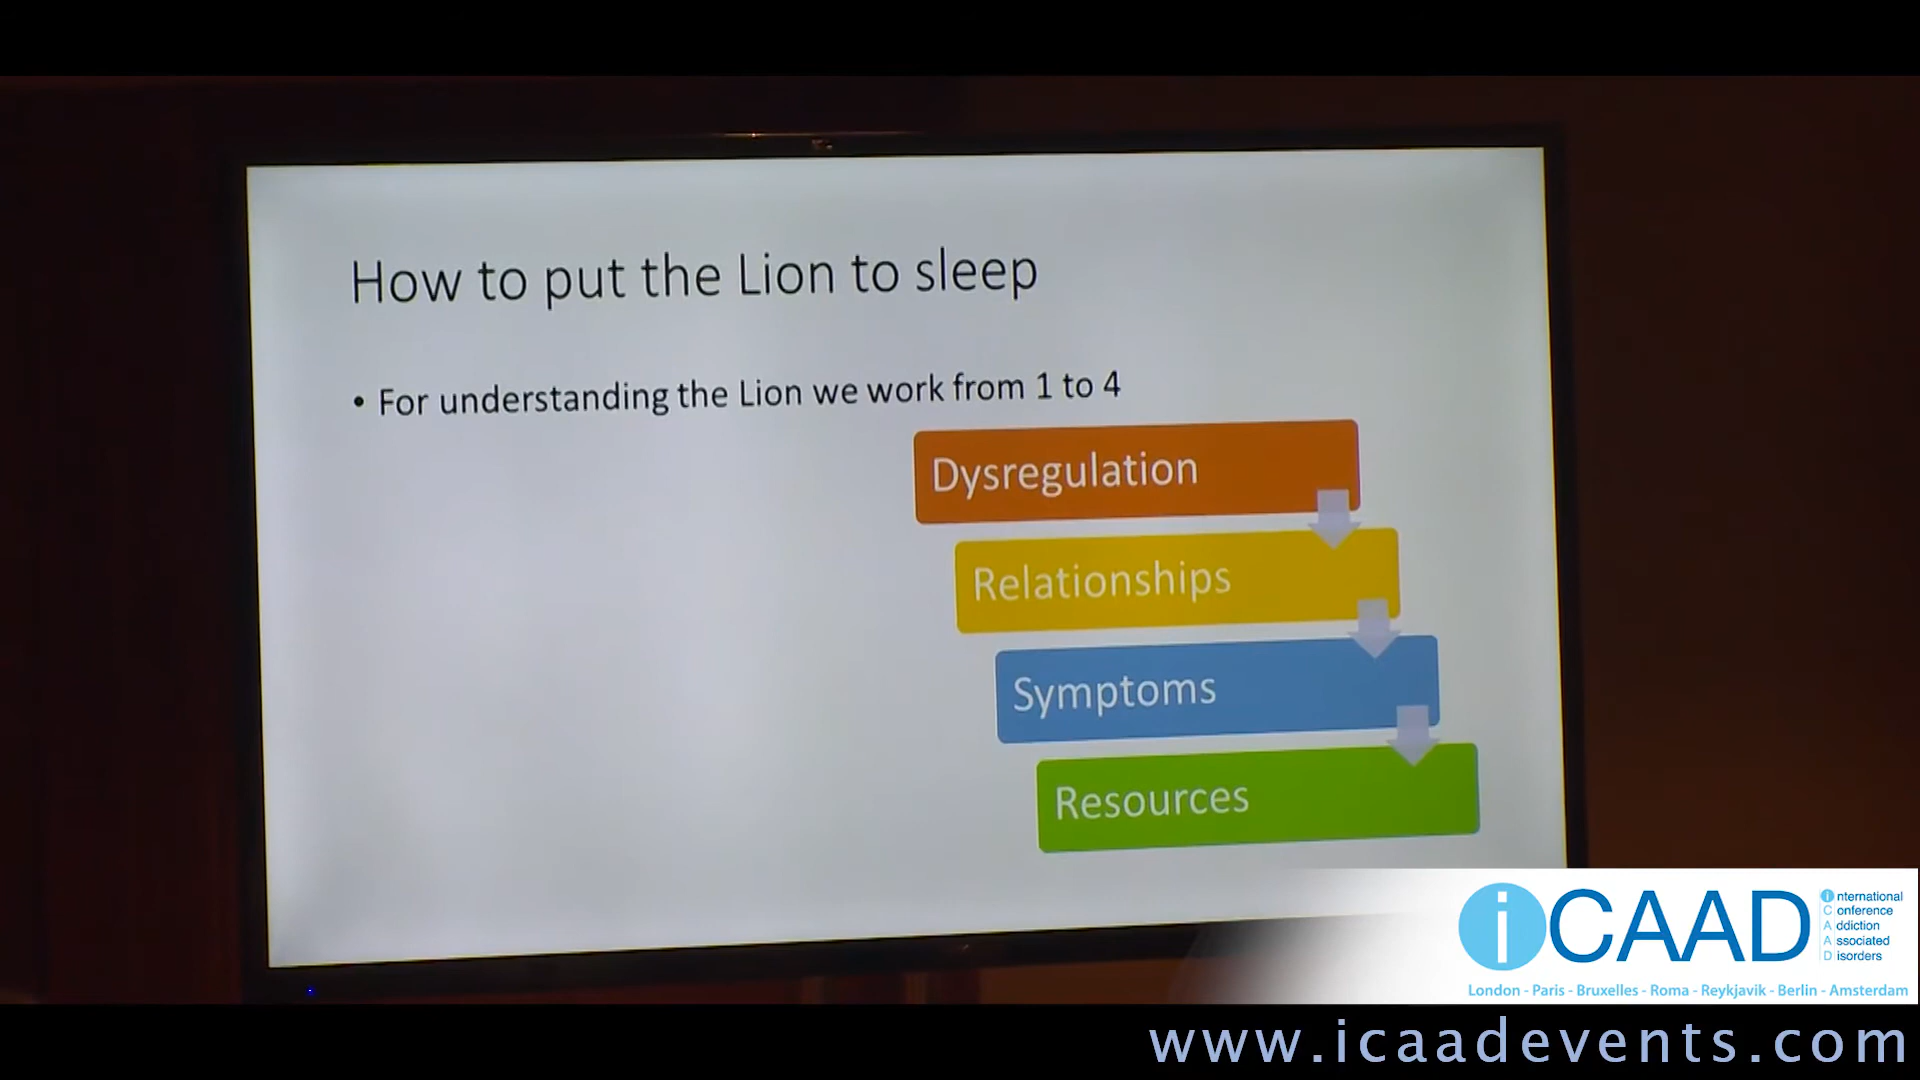 How to put the Lion to sleep
• For understanding the Lion we work from 1 to 4
Dysregulation
Relationships
Symptoms
Resources
iCAAD
international
Conference
Addiction
Associated
Disorders
London - Paris - Bruxelles - Roma - Reykjavik - Berlin - Amsterdam
www.icaadevents.com